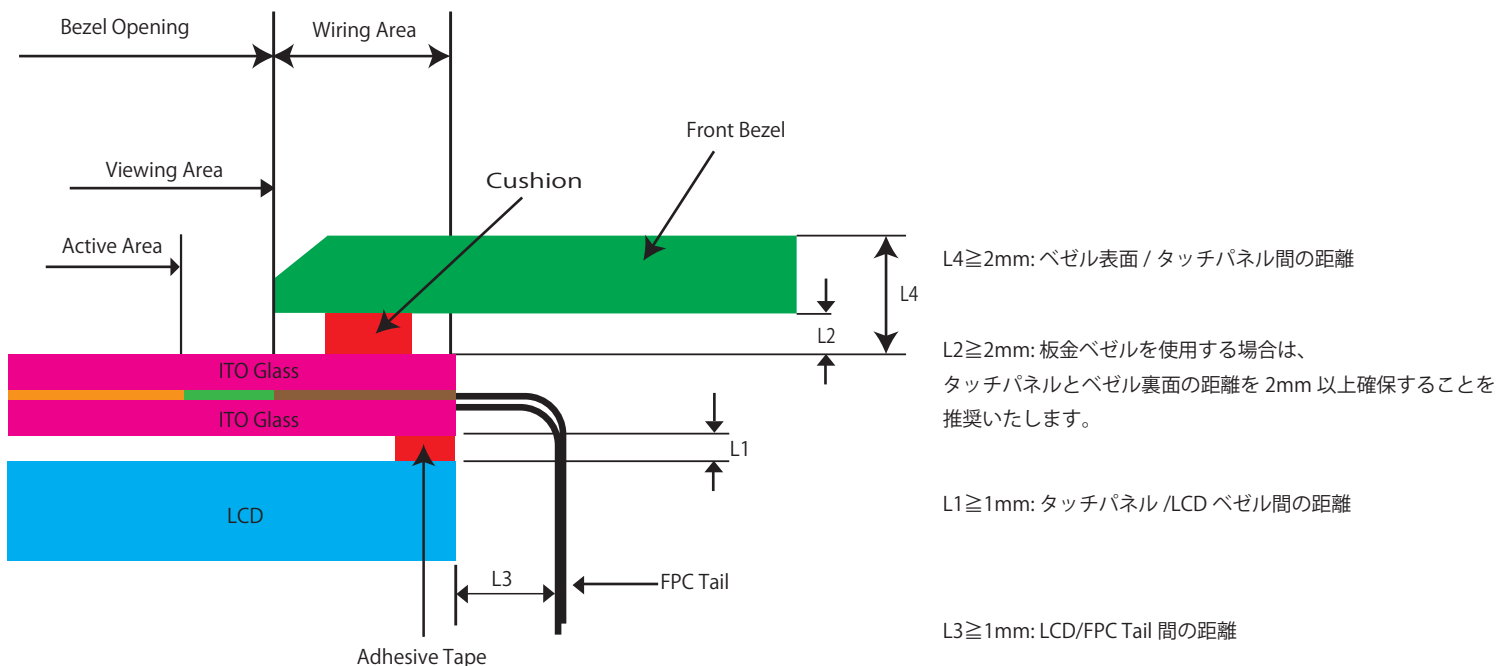 Bezel Opening
Wiring Area
Front Bezel
Viewing Area
Cushion
Active Area
L4
L2
ITO Glass
ITO Glass
L1
LCD
L3
FPC Tail
Adhesive Tape
L4≧2mm: ベゼル表面 / タッチパネル間の距離
L2≧2mm: 板金ベゼルを使用する場合は、
タッチパネルとベゼル裏面の距離を 2mm 以上確保することを
推奨いたします。
L1≧1mm: タッチパネル /LCD ベゼル間の距離
L3≧1mm: LCD/FPC Tail 間の距離